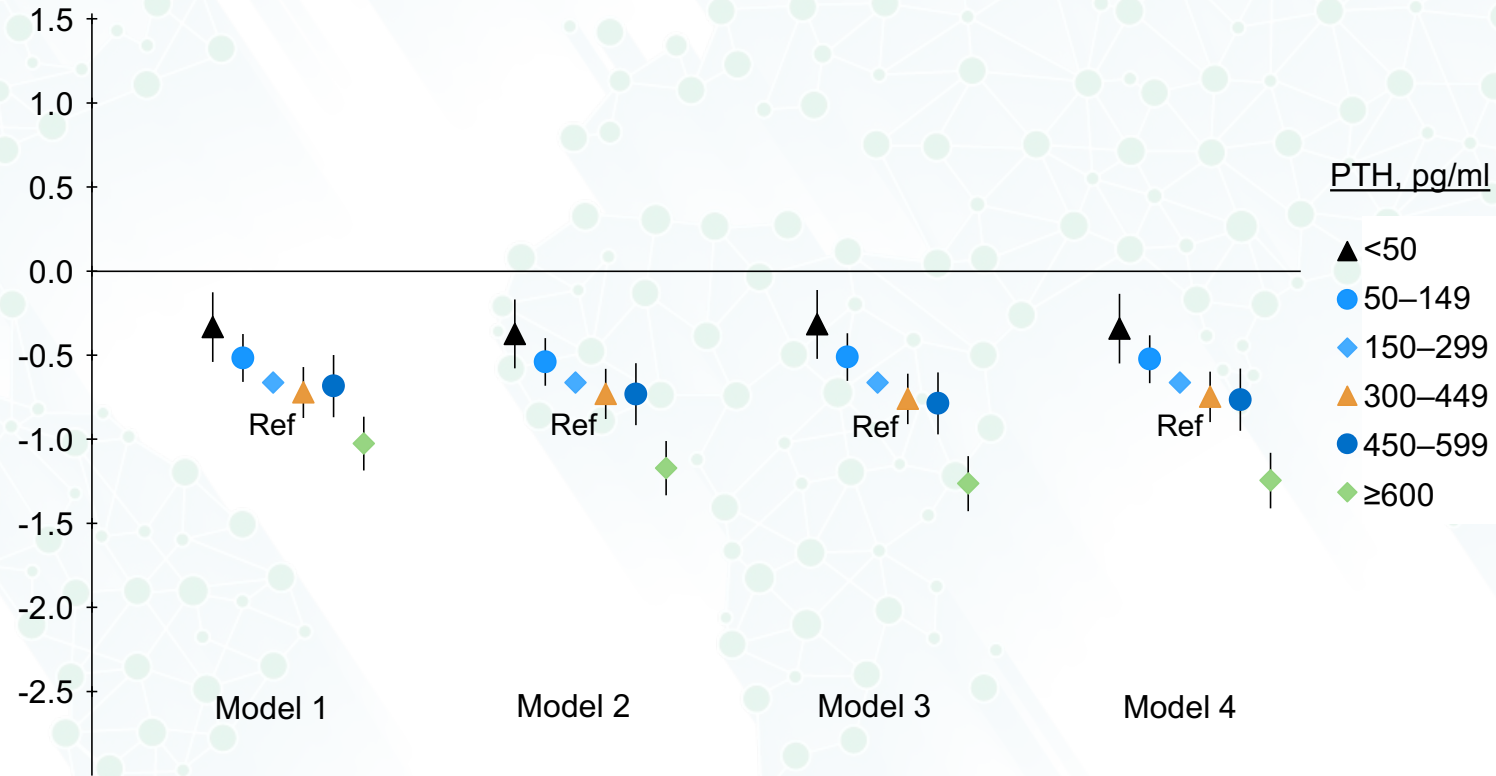 1.5
1.0
0.5
0.0
-0.5
-1.0
-1.5
-2.0
-2.5
Ref
Ref
Ref
Ref
Model 1
Model 2
Model 3
Model 4
PTH, pg/ml
<50
50–149
150–299
300–449
450–599
≥600